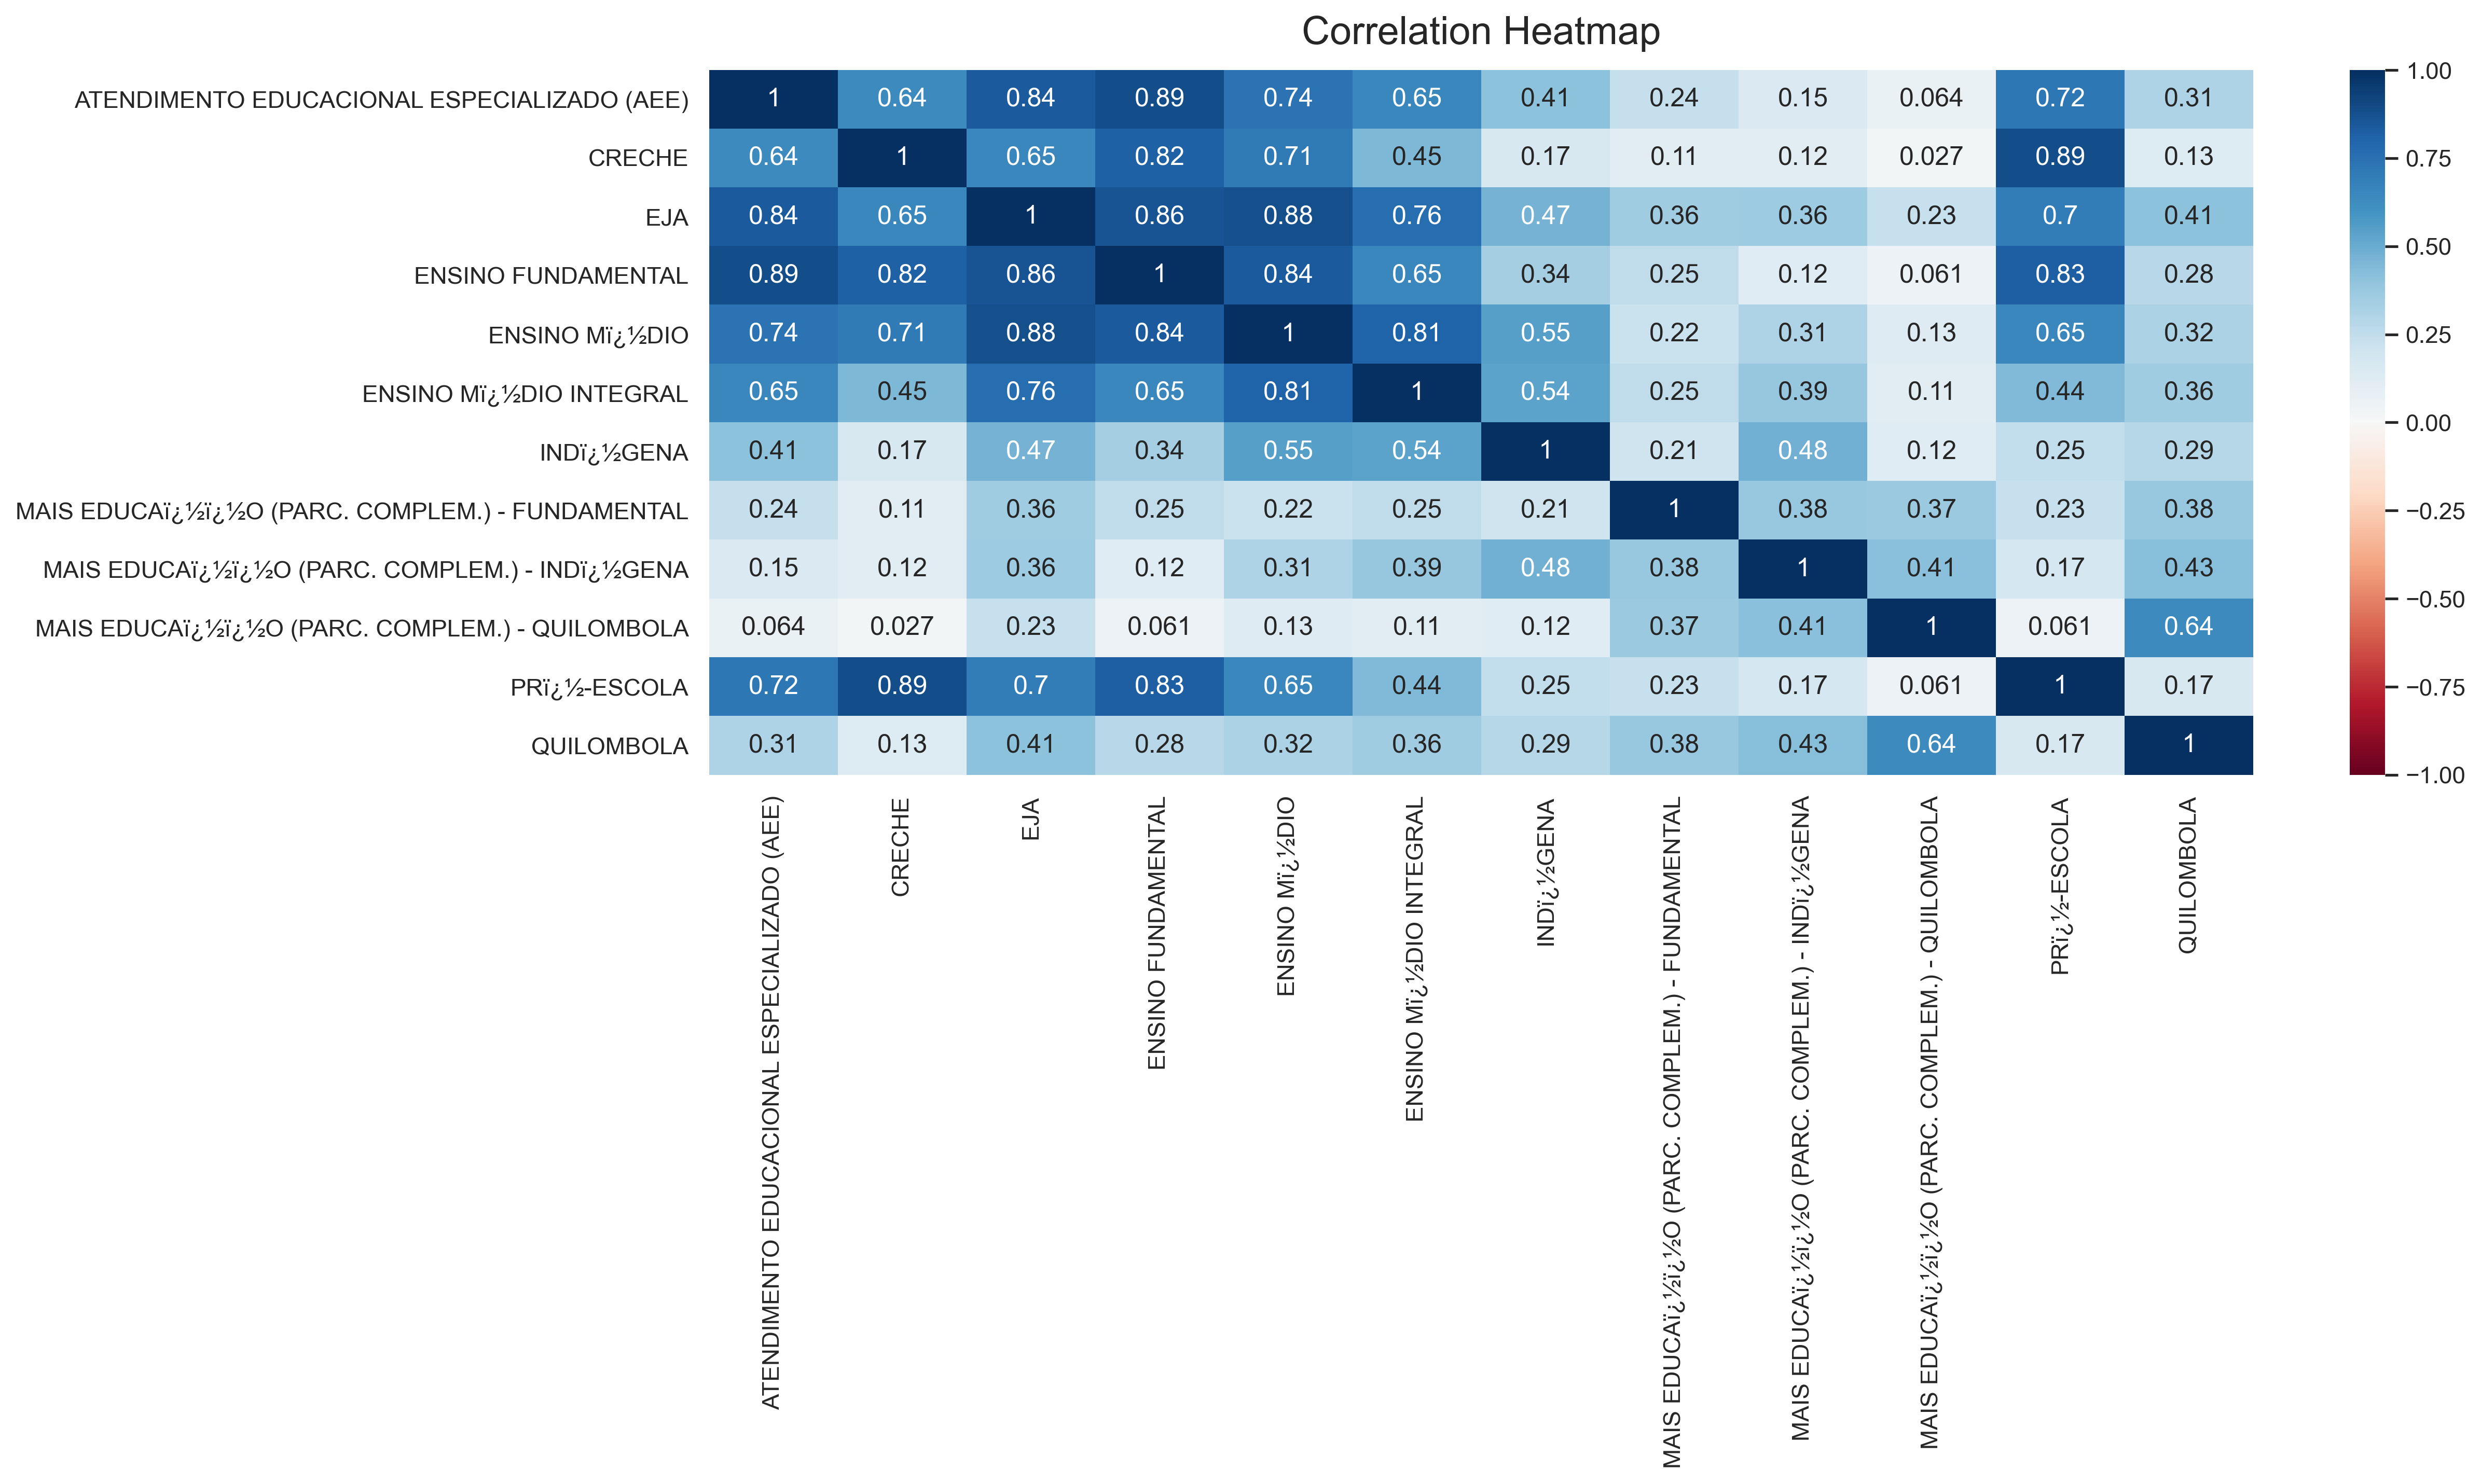 Correlation Heatmap
ATENDIMENTO EDUCACIONAL ESPECIALIZADO (AEE) 1 0.64 0.84 0.89 0.74 0.65 0.41 0.24 0.15 0.064 0.72 0.31
CRECHE 0.64 1 0.65 0.82 0.71 0.45 0.17 0.11 0.12 0.027 0.89 0.13
EJA 0.84 0.65 1 0.86 0.88 0.76 0.47 0.36 0.36 0.23 0.7 0.41
ENSINO FUNDAMENTAL 0.89 0.82 0.86 1 0.84 0.65 0.34 0.25 0.12 0.061 0.83 0.28
ENSINO Mï¿½DIO 0.74 0.71 0.88 0.84 1 0.81 0.55 0.22 0.31 0.13 0.65 0.32
ENSINO Mï¿½DIO INTEGRAL 0.65 0.45 0.76 0.65 0.81 1 0.54 0.25 0.39 0.11 0.44 0.36
INDï¿½GENA 0.41 0.17 0.47 0.34 0.55 0.54 1 0.21 0.48 0.12 0.25 0.29
MAIS EDUCAï¿½ï¿½O (PARC. COMPLEM.) - FUNDAMENTAL 0.24 0.11 0.36 0.25 0.22 0.25 0.21 1 0.38 0.37 0.23 0.38
MAIS EDUCAï¿½ï¿½O (PARC. COMPLEM.) - INDï¿½GENA 0.15 0.12 0.36 0.12 0.31 0.39 0.48 0.38 1 0.41 0.17 0.43
MAIS EDUCAï¿½ï¿½O (PARC. COMPLEM.) - QUILOMBOLA 0.064 0.027 0.23 0.061 0.13 0.11 0.12 0.37 0.41 1 0.061 0.64
PRï¿½-ESCOLA 0.72 0.89 0.7 0.83 0.65 0.44 0.25 0.23 0.17 0.061 1 0.17
QUILOMBOLA 0.31 0.13 0.41 0.28 0.32 0.36 0.29 0.38 0.43 0.64 0.17 1
ATENDIMENTO EDUCACIONAL ESPECIALIZADO (AEE)
CRECHE
EJA
ENSINO FUNDAMENTAL
ENSINO Mï¿½DIO
ENSINO Mï¿½DIO INTEGRAL
INDï¿½GENA
MAIS EDUCAï¿½ï¿½O (PARC. COMPLEM.) - FUNDAMENTAL
MAIS EDUCAï¿½ï¿½O (PARC. COMPLEM.) - INDï¿½GENA
MAIS EDUCAï¿½ï¿½O (PARC. COMPLEM.) - QUILOMBOLA
PRï¿½-ESCOLA
QUILOMBOLA
1.00
0.75
0.50
0.25
0.00
−0.25
−0.50
−0.75
−1.00